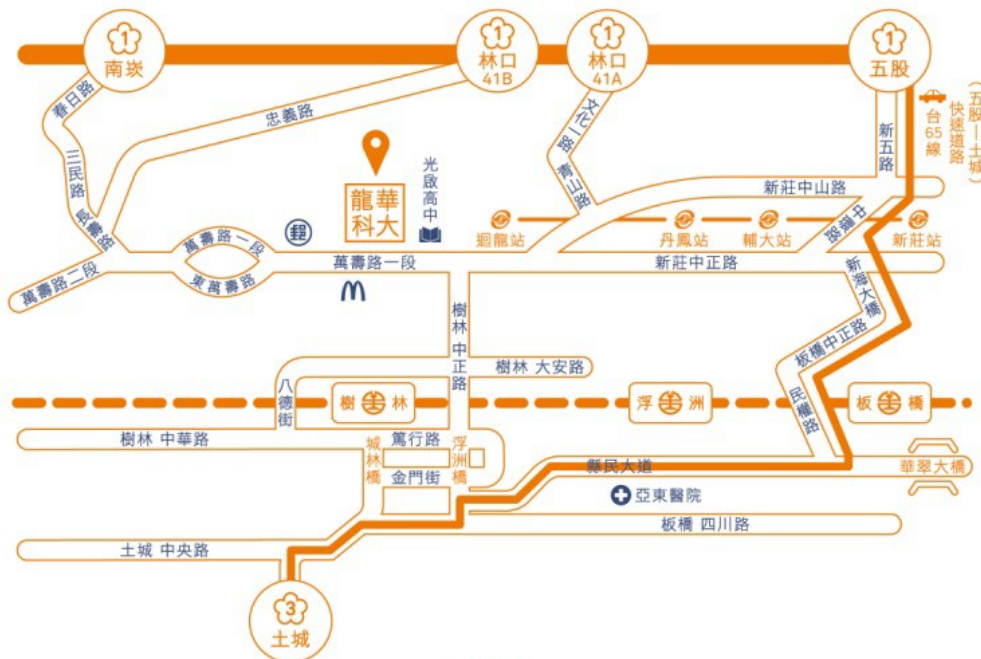 1
南崁
1
林口
41B
1
林口
41A
1
五股
春日路
忠義路
文化一路
青山路
新五路
台65線
快速道路
(五股—土城)
三民路
長壽路
龍華
科大
光啟高中
郵
新莊中山路
中華路
迴龍站
丹鳳站
輔大站
新莊站
萬壽路二段
萬壽路一段
東萬壽路
萬壽路一段
新莊中正路
新海大橋
樹林 中正路
板橋中正路
樹林 大安路
八德街
樹林
浮洲
板橋
民權路
樹林 中華路
篤行路
城林橋
浮洲橋
金門街
縣民大道
華翠大橋
亞東醫院
板橋 四川路
土城 中央路
3
土城